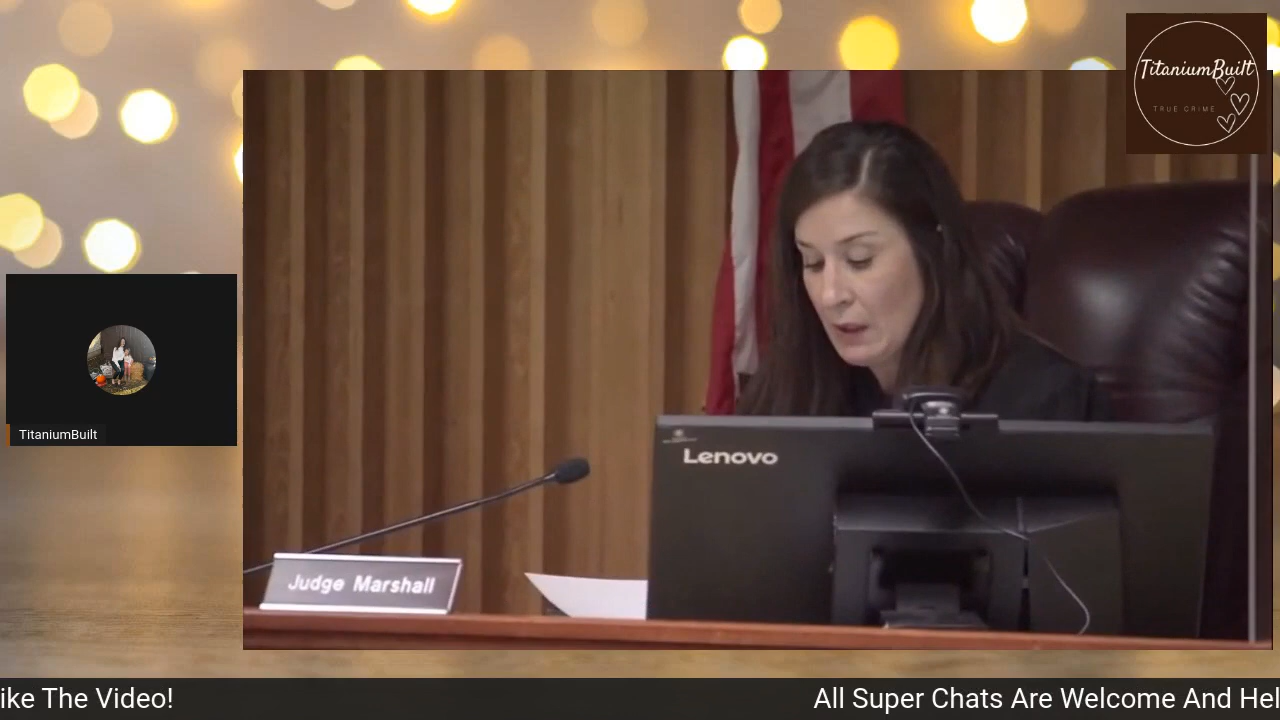 TitaniumBuilt
TRUE CRIME
Lenovo
TitaniumBuilt
Judge Marshall
ike The Video!
All Super Chats Are Welcome And Hel